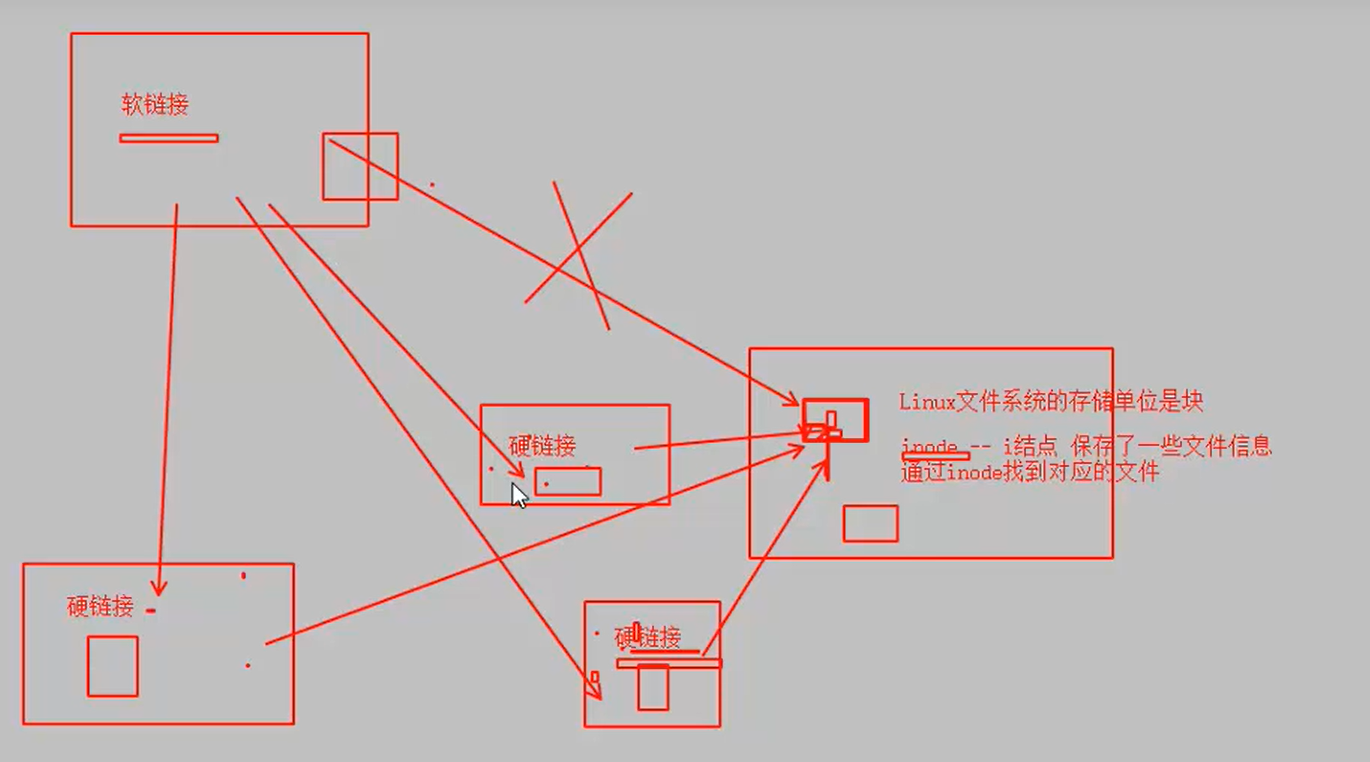 软链接
Linux文件系统的存储单位是块
硬链接
inode -- i结点 保存了一些文件信息
通过inode找到对应的文件
硬链接
硬链接